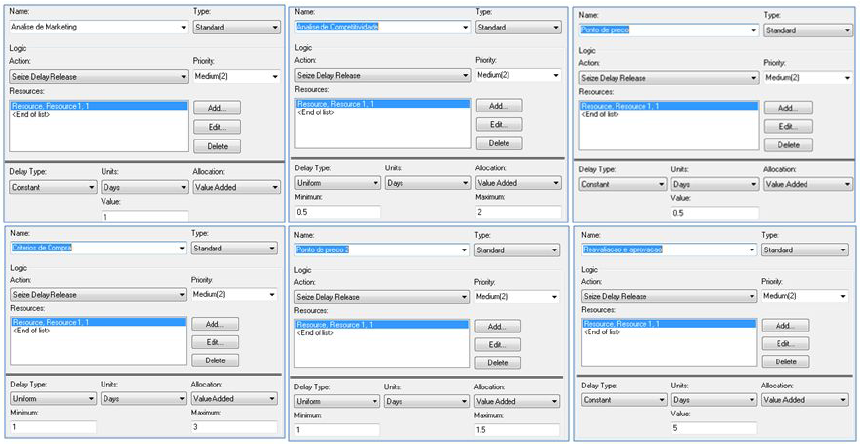 Name: Type:
Analise de Marketing Standard
Logic
Action: Priority:
Seize Delay Release Medium(2)
Resources:
Resource, Resource 1, 1
<End of list>
Add...
Edit...
Delete
Delay Type: Units: Allocation:
Constant Days Value Added
Value:
1
Name: Type:
Analise de Competitividade Standard
Logic
Action: Priority:
Seize Delay Release Medium(2)
Resources:
Resource, Resource 1, 1
<End of list>
Add...
Edit...
Delete
Delay Type: Units: Allocation:
Uniform Days Value Added
Minimum: Maximum:
0.5 2
Name: Type:
Ponto de preco Standard
Logic
Action: Priority:
Seize Delay Release Medium(2)
Resources:
Resource, Resource 1, 1
<End of list>
Add...
Edit...
Delete
Delay Type: Units: Allocation:
Constant Days Value Added
Value:
0.5
Name: Type:
Criterios de Compra Standard
Logic
Action: Priority:
Seize Delay Release Medium(2)
Resources:
Resource, Resource 1, 1
<End of list>
Add...
Edit...
Delete
Delay Type: Units: Allocation:
Uniform Days Value Added
Minimum: Maximum:
1 3
Name: Type:
Ponto de preco 2 Standard
Logic
Action: Priority:
Seize Delay Release Medium(2)
Resources:
Resource, Resource 1, 1
<End of list>
Add...
Edit...
Delete
Delay Type: Units: Allocation:
Uniform Days Value Added
Minimum: Maximum:
1 1.5
Name: Type:
Reavaliacao e aprovacao Standard
Logic
Action: Priority:
Seize Delay Release Medium(2)
Resources:
Resource, Resource 1, 1
<End of list>
Add...
Edit...
Delete
Delay Type: Units: Allocation:
Constant Days Value Added
Value:
5